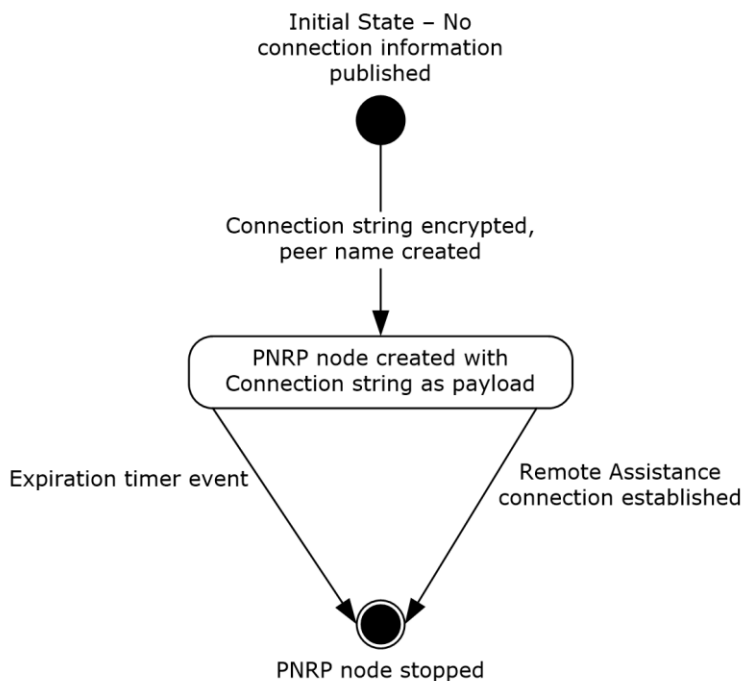 Initial State – No
connection information
published
Connection string encrypted,
peer name created
PNRP node created with
Connection string as payload
Expiration timer event
Remote Assistance
connection established
PNRP node stopped